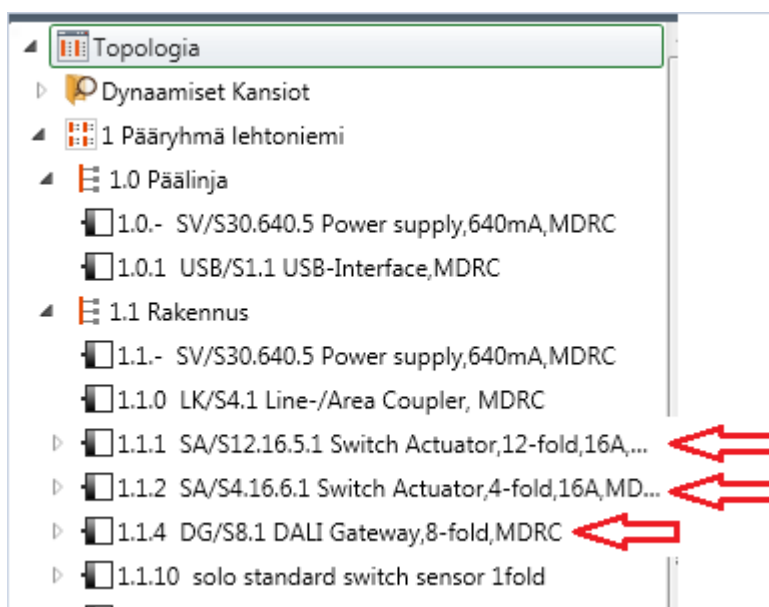 Topologia
Dynaamiset Kansiot
1 Pääryhmä lehtoniemi
1.0 Päälinja
1.0.- SV/S30.640.5 Power supply,640mA,MDRC
1.0.1 USB/S1.1 USB-Interface,MDRC
1.1 Rakennus
1.1.- SV/S30.640.5 Power supply,640mA,MDRC
1.1.0 LK/S4.1 Line-/Area Coupler, MDRC
1.1.1 SA/S12.16.5.1 Switch Actuator,12-fold,16A,...
1.1.2 SA/S4.16.6.1 Switch Actuator,4-fold,16A,MD...
1.1.4 DG/S8.1 DALI Gateway,8-fold,MDRC
1.1.10 solo standard switch sensor 1fold